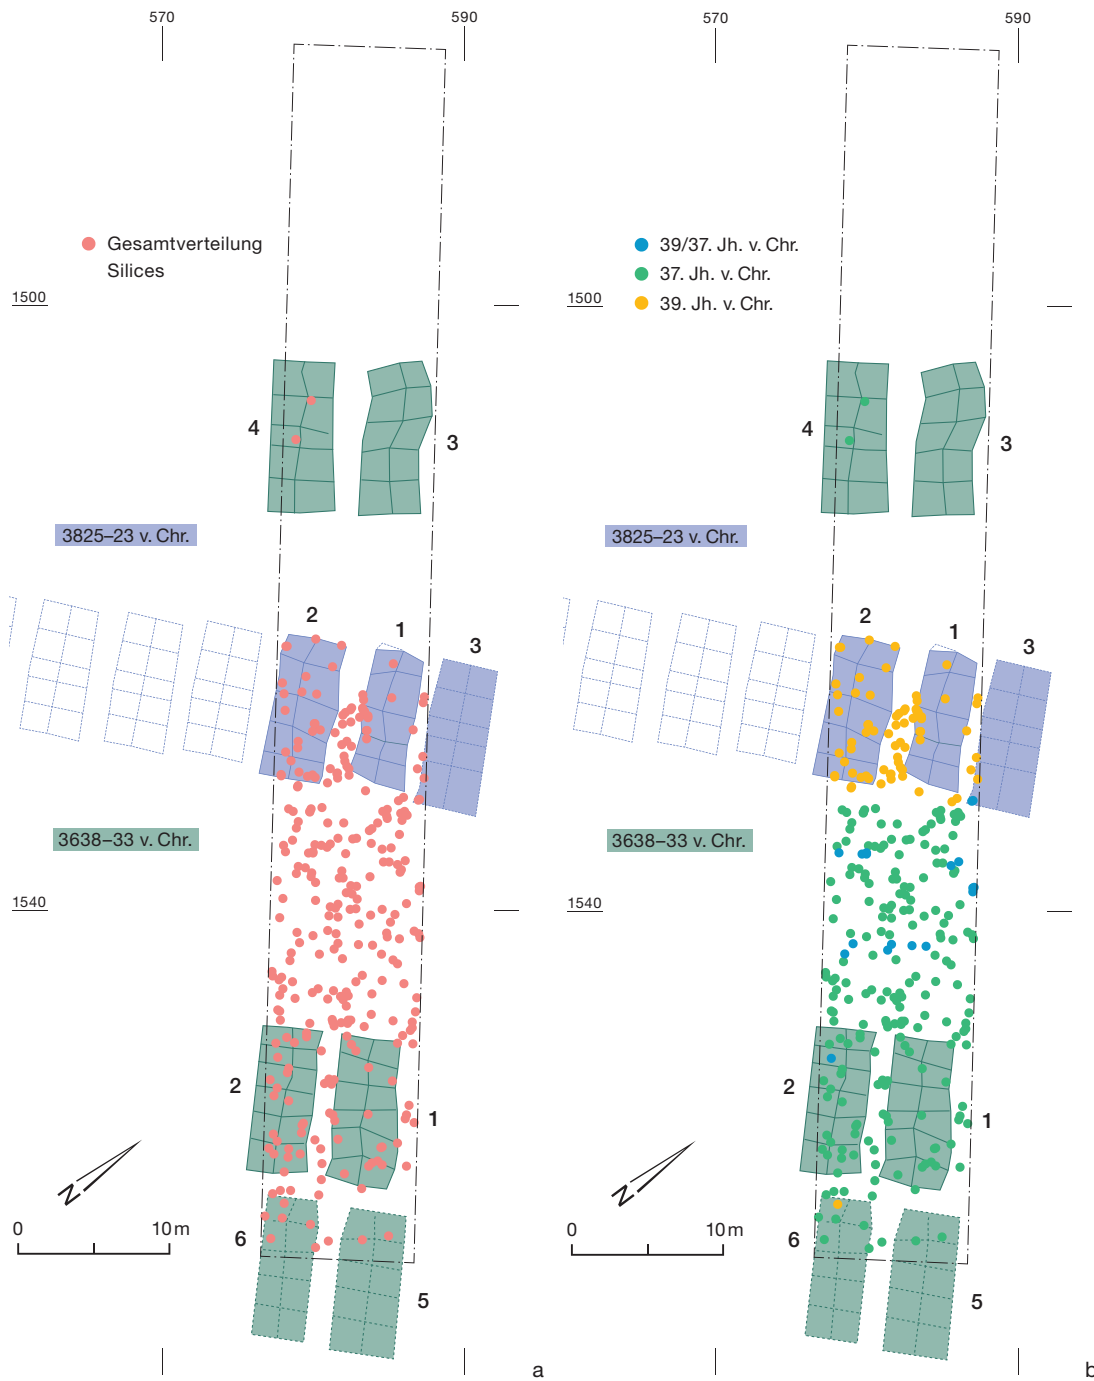 570
590
570
590
Gesamtverteilung
Silices
39/37. Jh. v. Chr.
37. Jh. v. Chr.
39. Jh. v. Chr.
1500
1500
4
3
4
3
3825–23 v. Chr.
3825–23 v. Chr.
2
1
3
2
1
3
3638–33 v. Chr.
3638–33 v. Chr.
1540
1540
2
1
2
1
N
N
0
10 m
0
10 m
6
5
6
5
a
b